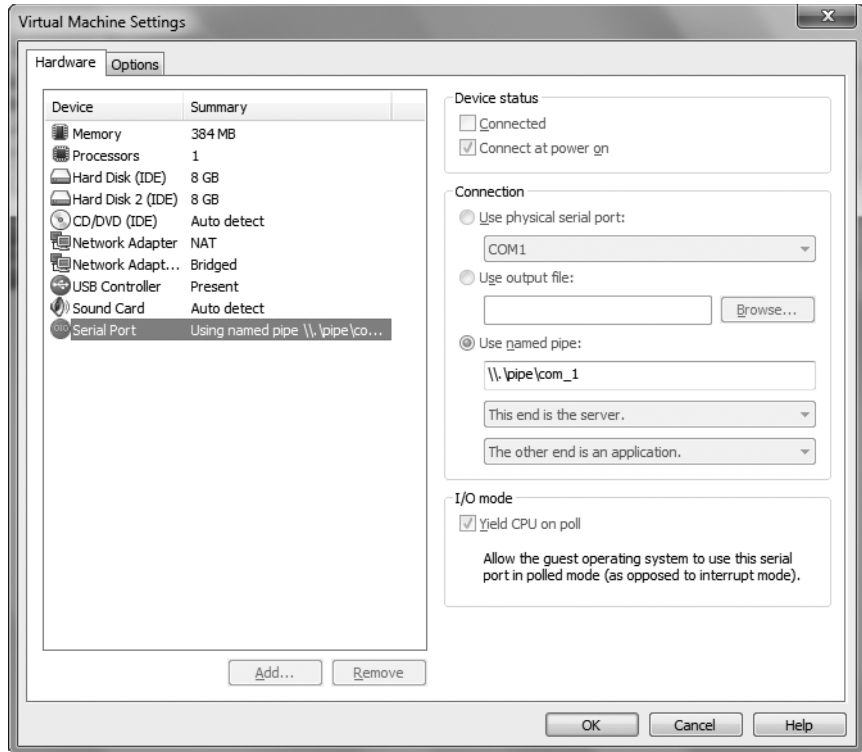 Virtual Machine Settings
x
Hardware Options
Device Summary
Memory 384 MB
Processors 1
Hard Disk (IDE) 8 GB
Hard Disk 2 (IDE) 8 GB
CD/DVD (IDE) Auto detect
Network Adapter NAT
Network Adapt... Bridged
USB Controller Present
Sound Card Auto detect
Serial Port Using named pipe \\.\pipe\co...
Add... Remove
Device status
Connected
Connect at power on
Connection
Use physical serial port:
COM1
Use output file:
Browse...
Use named pipe:
\\.\pipe\com_1
This end is the server.
The other end is an application.
I/O mode
Yield CPU on poll
Allow the guest operating system to use this serial
port in polled mode (as opposed to interrupt mode).
OK Cancel Help